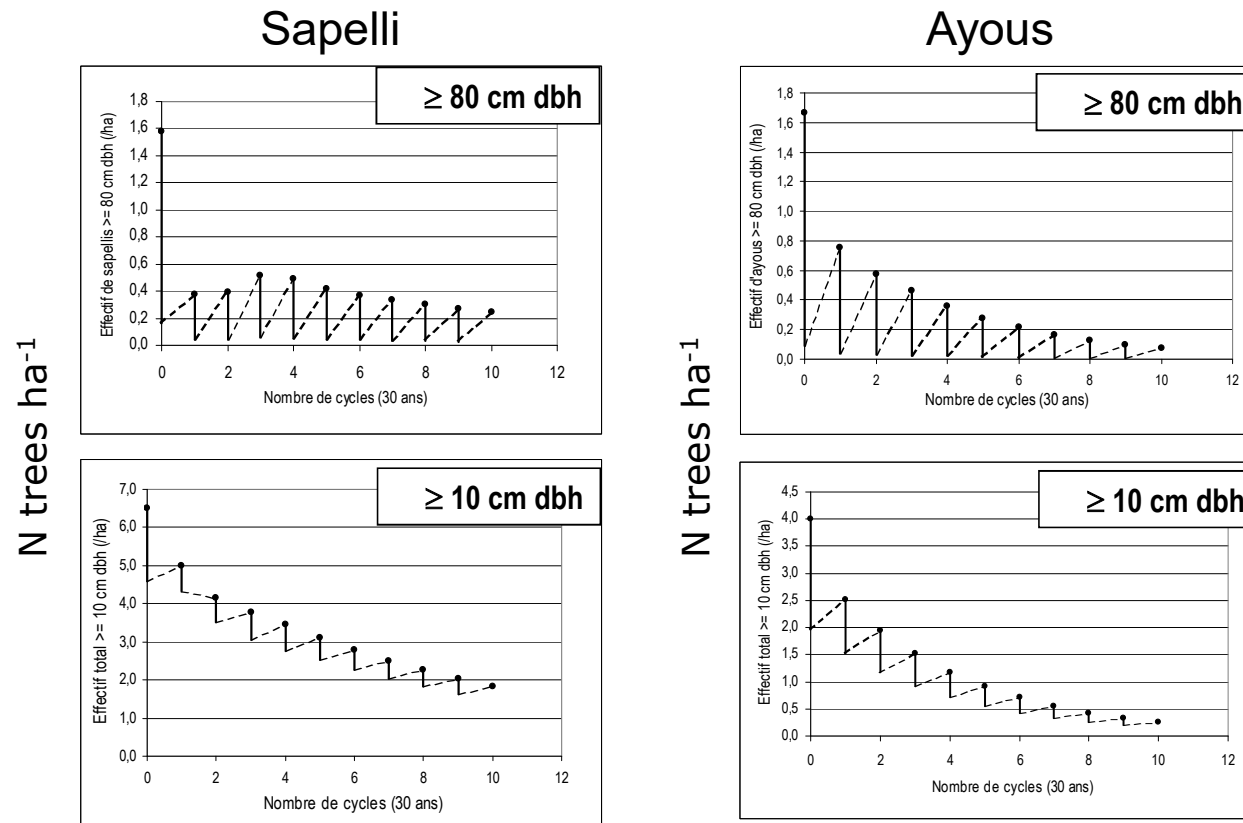 Sapelli
Ayous
N trees ha⁻¹
≥ 80 cm dbh
Effectif de sapellis >= 80 cm dbh (/ha)
1,8
1,6
1,4
1,2
1,0
0,8
0,6
0,4
0,2
0,0
0 2 4 6 8 10 12
Nombre de cycles (30 ans)
N trees ha⁻¹
≥ 80 cm dbh
Effectif d'ayous >= 80 cm dbh (/ha)
1,8
1,6
1,4
1,2
1,0
0,8
0,6
0,4
0,2
0,0
0 2 4 6 8 10 12
Nombre de cycles (30 ans)
≥ 10 cm dbh
Effectif total >= 10 cm dbh (/ha)
7,0
6,0
5,0
4,0
3,0
2,0
1,0
0,0
0 2 4 6 8 10 12
Nombre de cycles (30 ans)
≥ 10 cm dbh
Effectif total >= 10 cm dbh (/ha)
4,5
4,0
3,5
3,0
2,5
2,0
1,5
1,0
0,5
0,0
0 2 4 6 8 10 12
Nombre de cycles (30 ans)